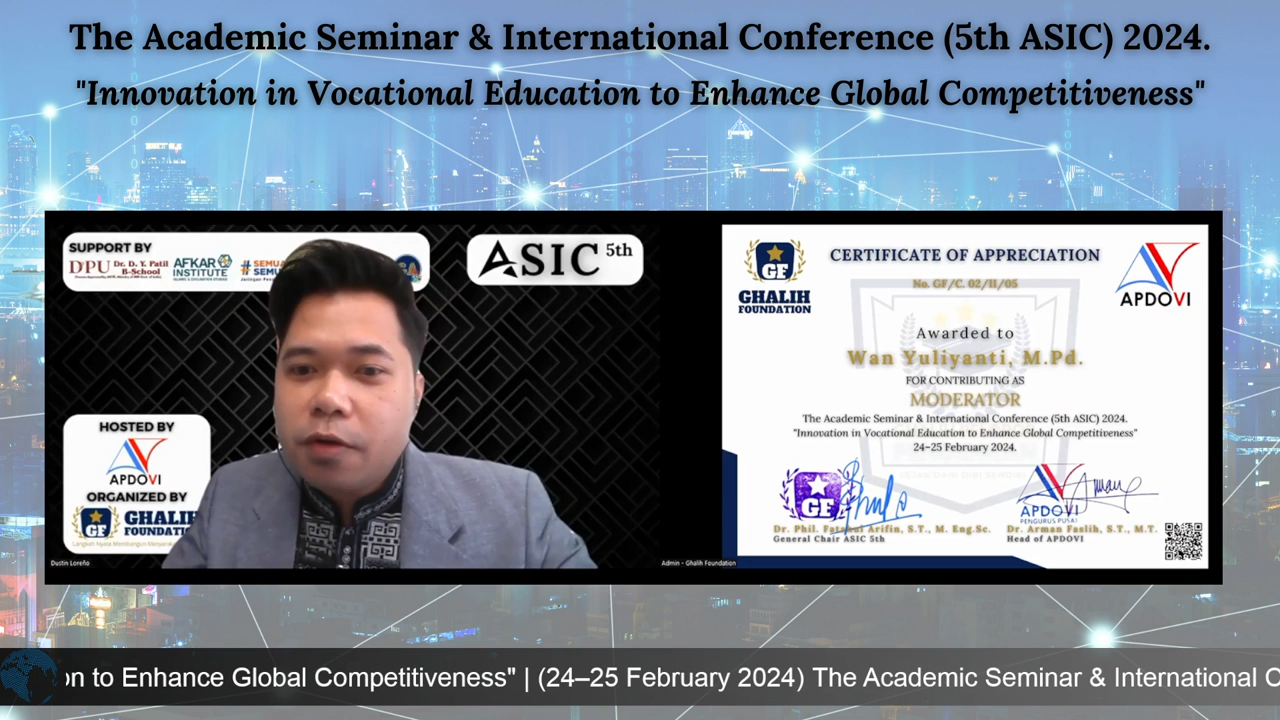 The Academic Seminar & International Conference (5th ASIC) 2024.
"Innovation in Vocational Education to Enhance Global Competitiveness"
SUPPORT BY
DPU Dr. D. Y. Patil
B-School
AFKAR
INSTITUTE
ASIC 5th
HOSTED BY
APDOVI
ORGANIZED BY
GF GHALIH
Dustin Loreño
GF
GHALIH
FOUNDATION
CERTIFICATE OF APPRECIATION
No. GF/C. 02/II/05
APDOVI
Awarded to
Wan Yuliyanti, M.Pd.
FOR CONTRIBUTING AS
MODERATOR
The Academic Seminar & International Conference (5th ASIC) 2024.
"Innovation in Vocational Education to Enhance Global Competitiveness"
24–25 February 2024.
GF
APDOVI
PENGURUS PUSAT
Dr. Phil. Fatahul Arifin, S.T., M. Eng.Sc.
General Chair ASIC 5th
Dr. Arman Faslih, S.T., M.T.
Head of APDOVI
Admin - Ghalih Foundation
on to Enhance Global Competitiveness" | (24–25 February 2024) The Academic Seminar & International C